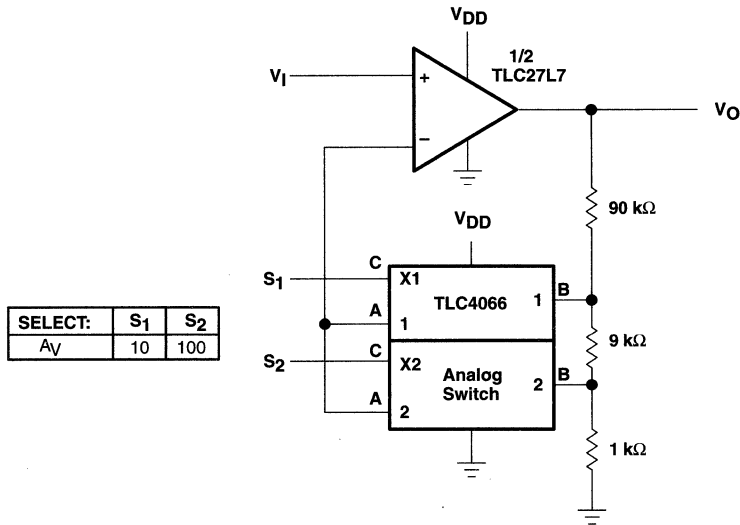 VDD
1/2
TLC27L7
VI
+
−
VO
90 kΩ
VDD
S1
C
X1
TLC4066
1
B
A
1
9 kΩ
S2
C
X2
Analog
Switch
2
B
A
2
1 kΩ
SELECT: S1 S2
AV 10 100